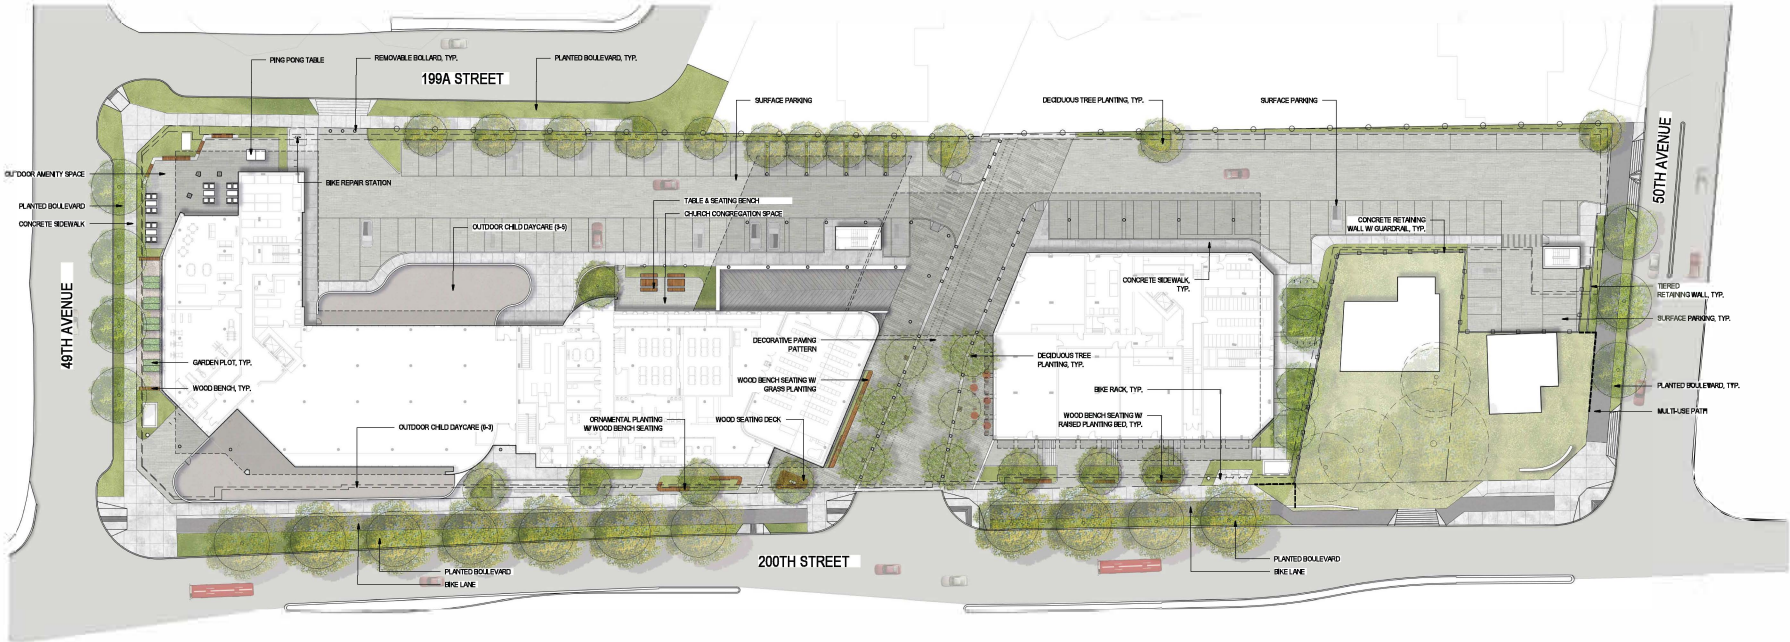 PING PONG TABLE
REMOVABLE BOLLARD, TYP.
PLANTED BOULEVARD, TYP.
199A STREET
SURFACE PARKING
DECIDUOUS TREE PLANTING, TYP.
SURFACE PARKING
50TH AVENUE
OUTDOOR AMENITY SPACE
BIKE REPAIR STATION
PLANTED BOULEVARD
CONCRETE SIDEWALK
TABLE & SEATING BENCH
CHURCH CONGREGATION SPACE
OUTDOOR CHILD DAYCARE (3-5)
CONCRETE RETAINING
WALL W/ GUARDRAIL, TYP.
CONCRETE SIDEWALK,
TYP.
TIERED
RETAINING WALL, TYP.
SURFACE PARKING, TYP.
49TH AVENUE
GARDEN PLOT, TYP.
WOOD BENCH, TYP.
DECORATIVE PAVING
PATTERN
DECIDUOUS TREE
PLANTING, TYP.
WOOD BENCH SEATING W/
GRASS PLANTING
BIKE RACK, TYP.
PLANTED BOULEVARD, TYP.
MULTI-USE PATH
OUTDOOR CHILD DAYCARE (0-3)
ORNAMENTAL PLANTING
W/ WOOD BENCH SEATING
WOOD SEATING DECK
WOOD BENCH SEATING W/
RAISED PLANTING BED, TYP.
200TH STREET
PLANTED BOULEVARD
BIKE LANE
PLANTED BOULEVARD
BIKE LANE